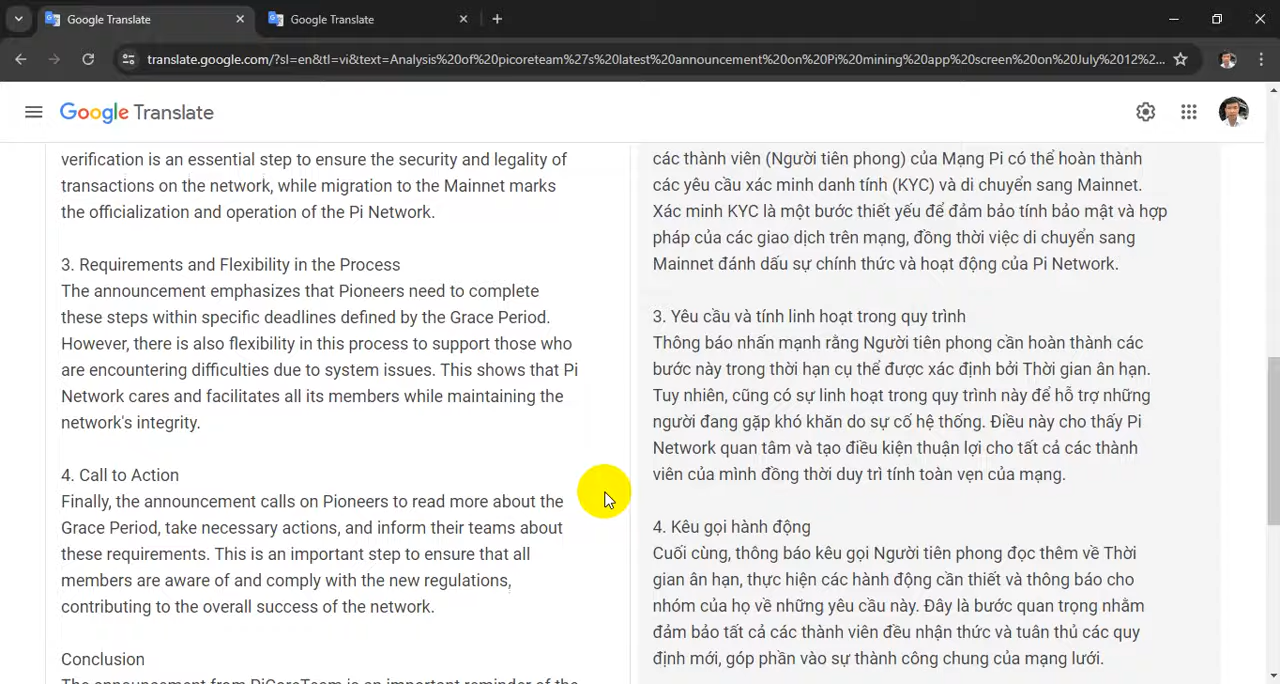 Google Translate
Google Translate
translate.google.com/?sl=en&tl=vi&text=Analysis%20of%20picoreteam%27s%20latest%20announcement%20on%20Pi%20mining%20app%20screen%20on%20July%2012%2...
Google Translate
verification is an essential step to ensure the security and legality of
transactions on the network, while migration to the Mainnet marks
the officialization and operation of the Pi Network.
3. Requirements and Flexibility in the Process
The announcement emphasizes that Pioneers need to complete
these steps within specific deadlines defined by the Grace Period.
However, there is also flexibility in this process to support those who
are encountering difficulties due to system issues. This shows that Pi
Network cares and facilitates all its members while maintaining the
network's integrity.
4. Call to Action
Finally, the announcement calls on Pioneers to read more about the
Grace Period, take necessary actions, and inform their teams about
these requirements. This is an important step to ensure that all
members are aware of and comply with the new regulations,
contributing to the overall success of the network.
Conclusion
The announcement from PiCoreTeam is an important reminder of the
các thành viên (Người tiên phong) của Mạng Pi có thể hoàn thành
các yêu cầu xác minh danh tính (KYC) và di chuyển sang Mainnet.
Xác minh KYC là một bước thiết yếu để đảm bảo tính bảo mật và hợp
pháp của các giao dịch trên mạng, đồng thời việc di chuyển sang
Mainnet đánh dấu sự chính thức và hoạt động của Pi Network.
3. Yêu cầu và tính linh hoạt trong quy trình
Thông báo nhấn mạnh rằng Người tiên phong cần hoàn thành các
bước này trong thời hạn cụ thể được xác định bởi Thời gian ân hạn.
Tuy nhiên, cũng có sự linh hoạt trong quy trình này để hỗ trợ những
người đang gặp khó khăn do sự cố hệ thống. Điều này cho thấy Pi
Network quan tâm và tạo điều kiện thuận lợi cho tất cả các thành
viên của mình đồng thời duy trì tính toàn vẹn của mạng.
4. Kêu gọi hành động
Cuối cùng, thông báo kêu gọi Người tiên phong đọc thêm về Thời
gian ân hạn, thực hiện các hành động cần thiết và thông báo cho
nhóm của họ về những yêu cầu này. Đây là bước quan trọng nhằm
đảm bảo tất cả các thành viên đều nhận thức và tuân thủ các quy
định mới, góp phần vào sự thành công chung của mạng lưới.